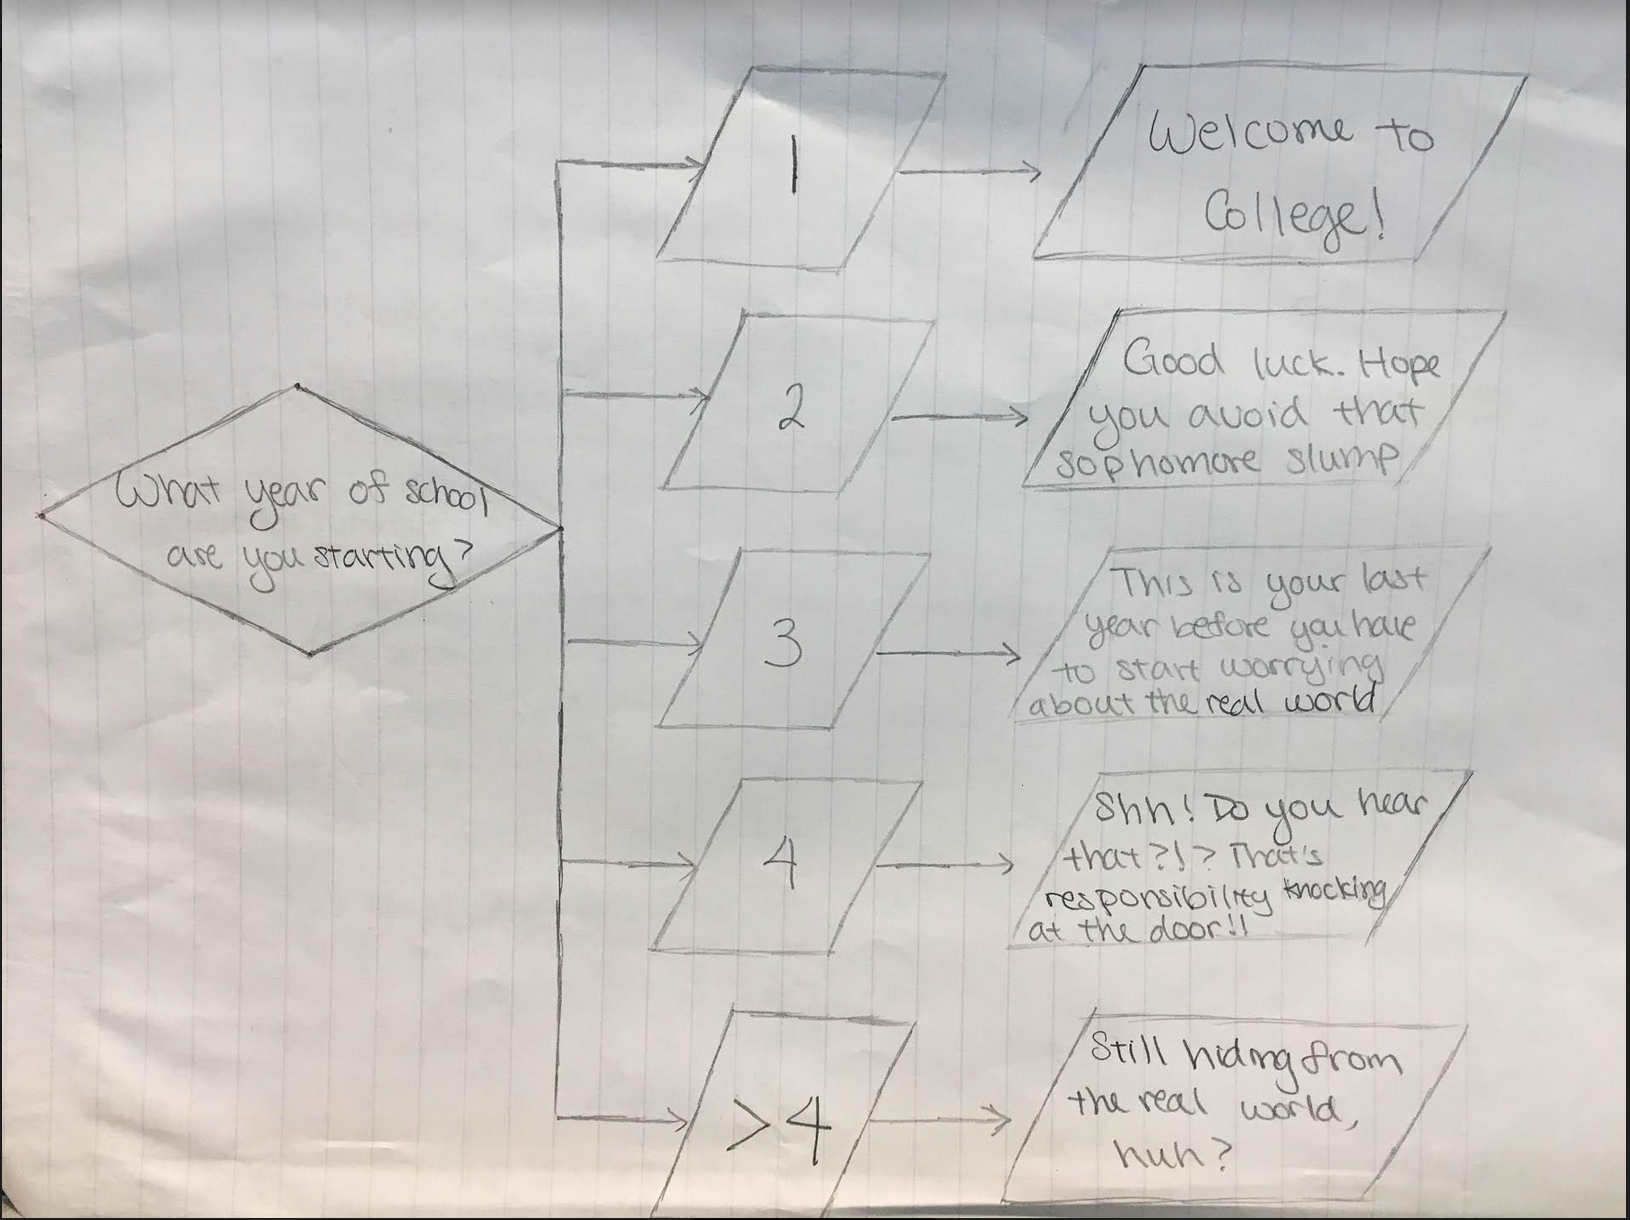 What year of school
are you starting?
1
Welcome to
College!
2
Good luck. Hope
you avoid that
sophomore slump
3
This is your last
year before you have
to start worrying
about the real world
4
Shh! Do you hear
that?!? That's
responsibility knocking
at the door!!
>4
Still hiding from
the real world,
huh?